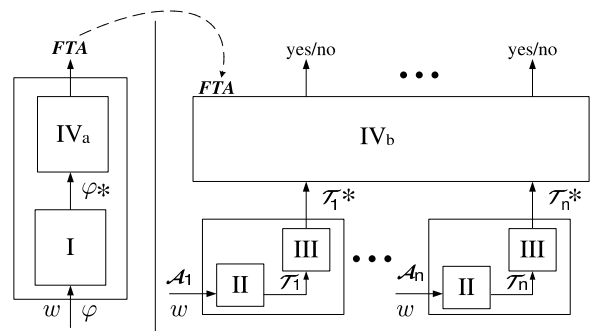 FTA
IVa
φ*
I
w φ
yes/no ••• yes/no
FTA
IVb
𝒯1* 𝒯n*
III ••• III
𝒜1 II 𝒯1 𝒜n II 𝒯n
w w